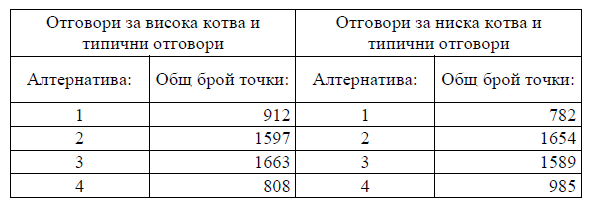 Отговори за висока котва и типични отговори | Отговори за ниска котва и типични отговори
Алтернатива: | Общ брой точки: | Алтернатива: | Общ брой точки:
1 | 912 | 1 | 782
2 | 1597 | 2 | 1654
3 | 1663 | 3 | 1589
4 | 808 | 4 | 985